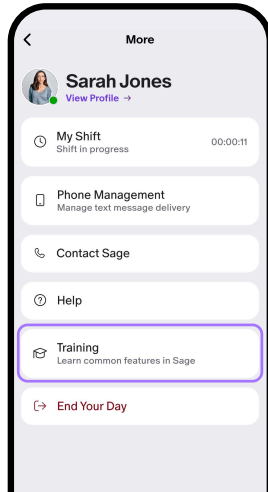 More
Sarah Jones
View Profile →
My Shift
Shift in progress
00:00:11
Phone Management
Manage text message delivery
Contact Sage
Help
Training
Learn common features in Sage
End Your Day